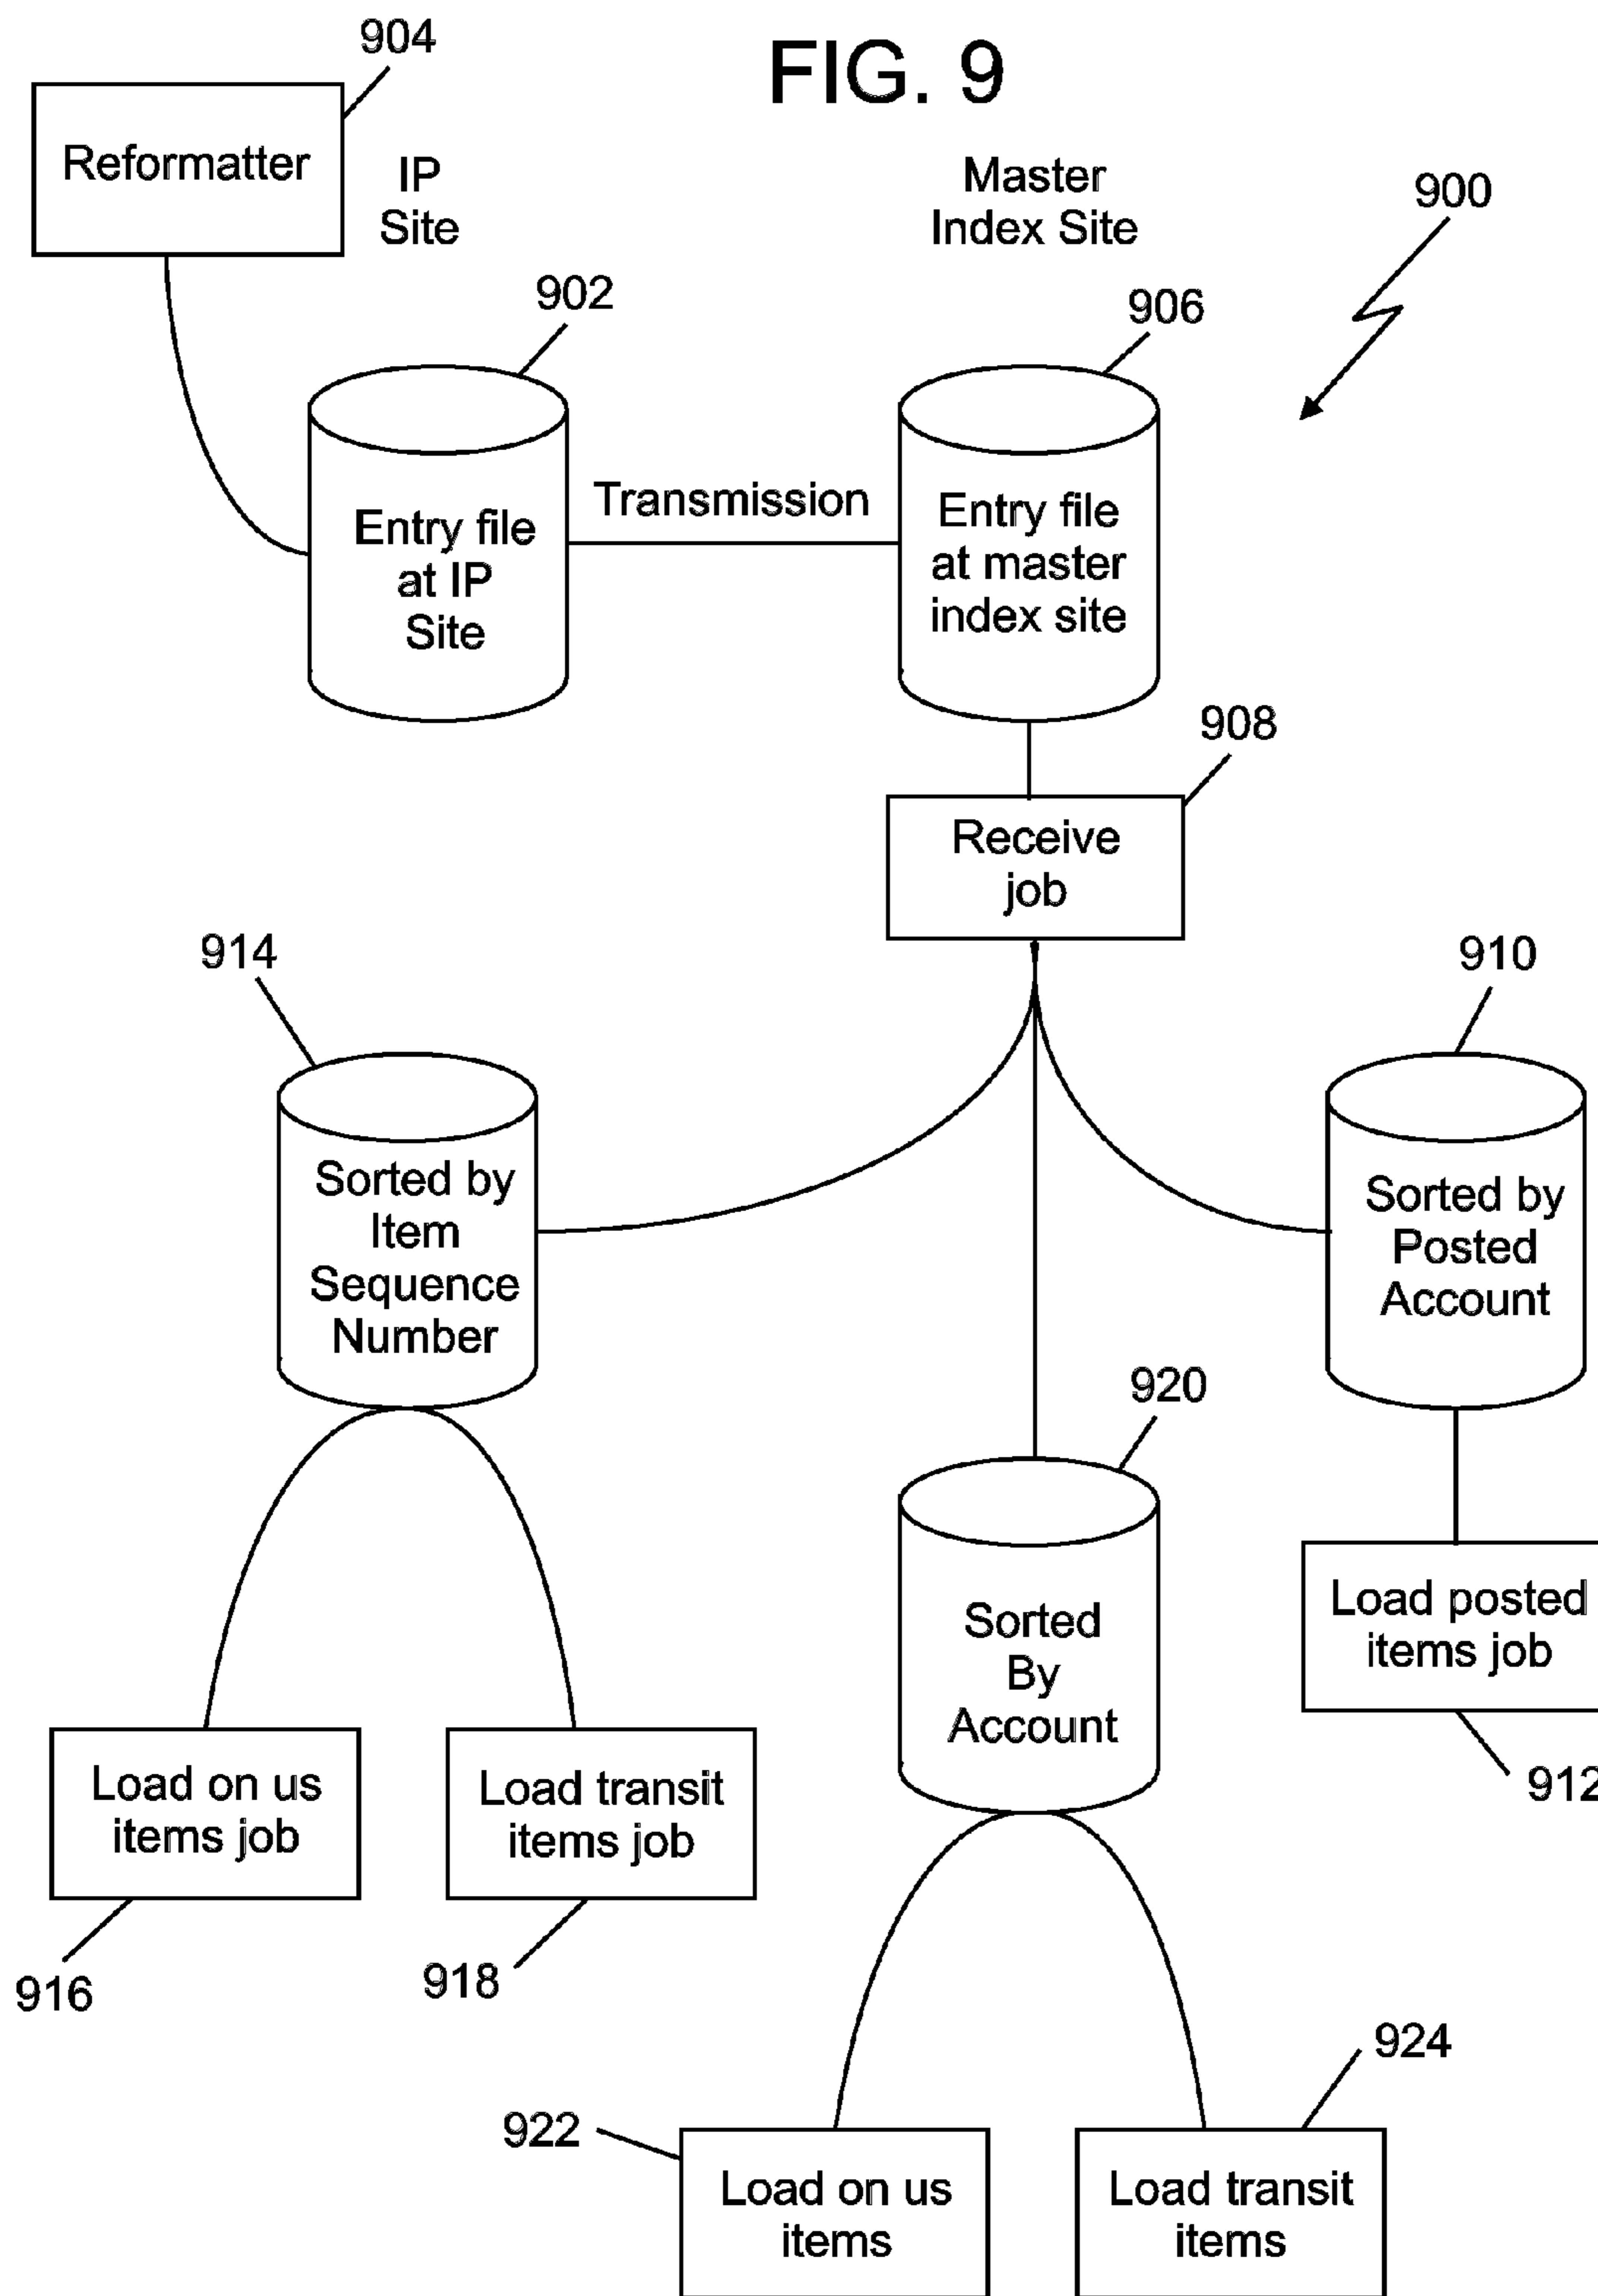 FIG. 9
904
Reformatter
IP
Site
Master
Index Site
900
902
906
Entry file
at IP
Site
Transmission
Entry file
at master
index site
908
Receive
job
914
910
Sorted by
Item
Sequence
Number
Sorted by
Posted
Account
920
Sorted
By
Account
Load posted
items job
912
Load on us
items job
Load transit
items job
916
918
924
922
Load on us
items
Load transit
items